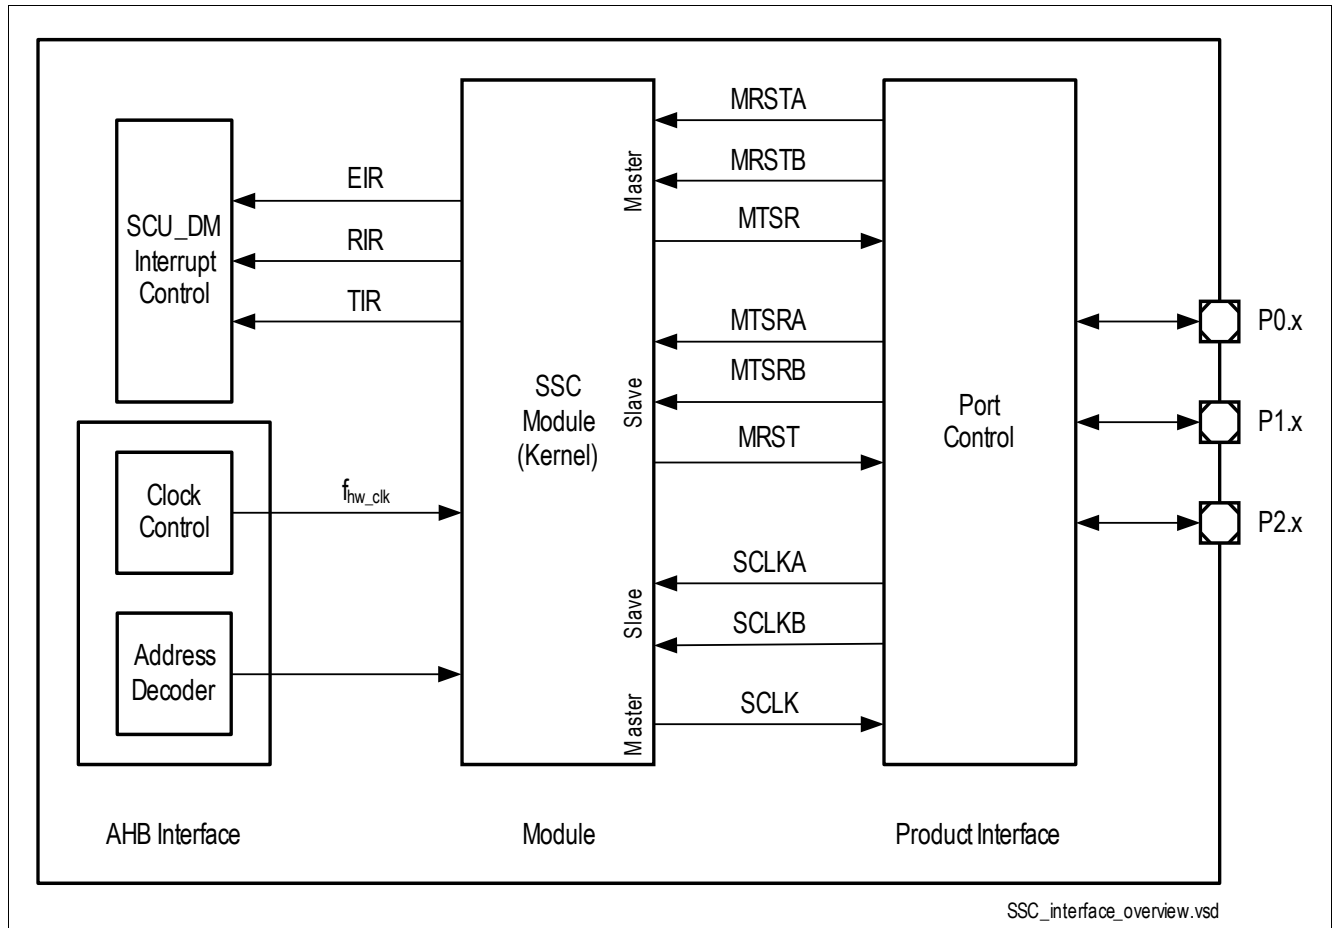 MRSTA
MRSTB
MTSR
Master
EIR
RIR
TIR
SCU_DM
Interrupt
Control
MTSRA
MTSRB
MRST
Slave
SSC
Module
(Kernel)
Port
Control
P0.x
P1.x
P2.x
Clock
Control
fhw_clk
SCLKA
SCLKB
Slave
Address
Decoder
SCLK
Master
AHB Interface
Module
Product Interface
SSC_interface_overview.vsd